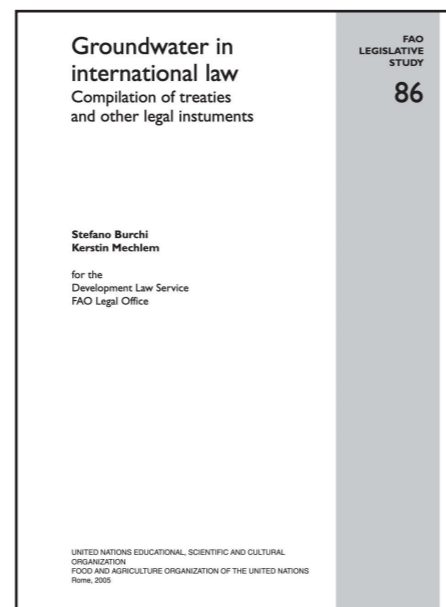 Groundwater in
international law
Compilation of treaties
and other legal instuments
FAO
LEGISLATIVE
STUDY
86
Stefano Burchi
Kerstin Mechlem
for the
Development Law Service
FAO Legal Office
UNITED NATIONS EDUCATIONAL, SCIENTIFIC AND CULTURAL
ORGANIZATION
FOOD AND AGRICULTURE ORGANIZATION OF THE UNITED NATIONS
Rome, 2005